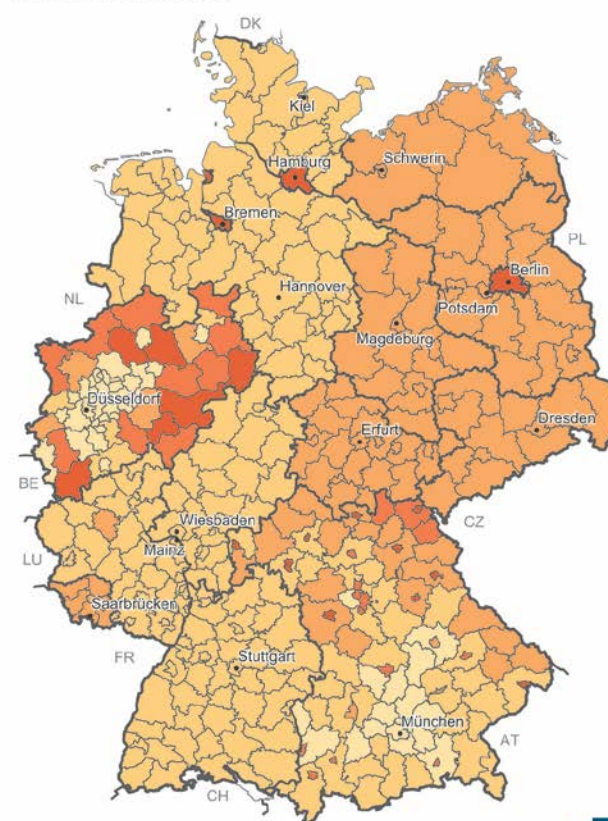 DK
Kiel
Hamburg
Schwerin
Bremen
PL
Berlin
NL
Hannover
Potsdam
Magdeburg
Düsseldorf
Dresden
Erfurt
BE
CZ
Wiesbaden
LU
Mainz
Saarbrücken
FR
Stuttgart
München
AT
CH